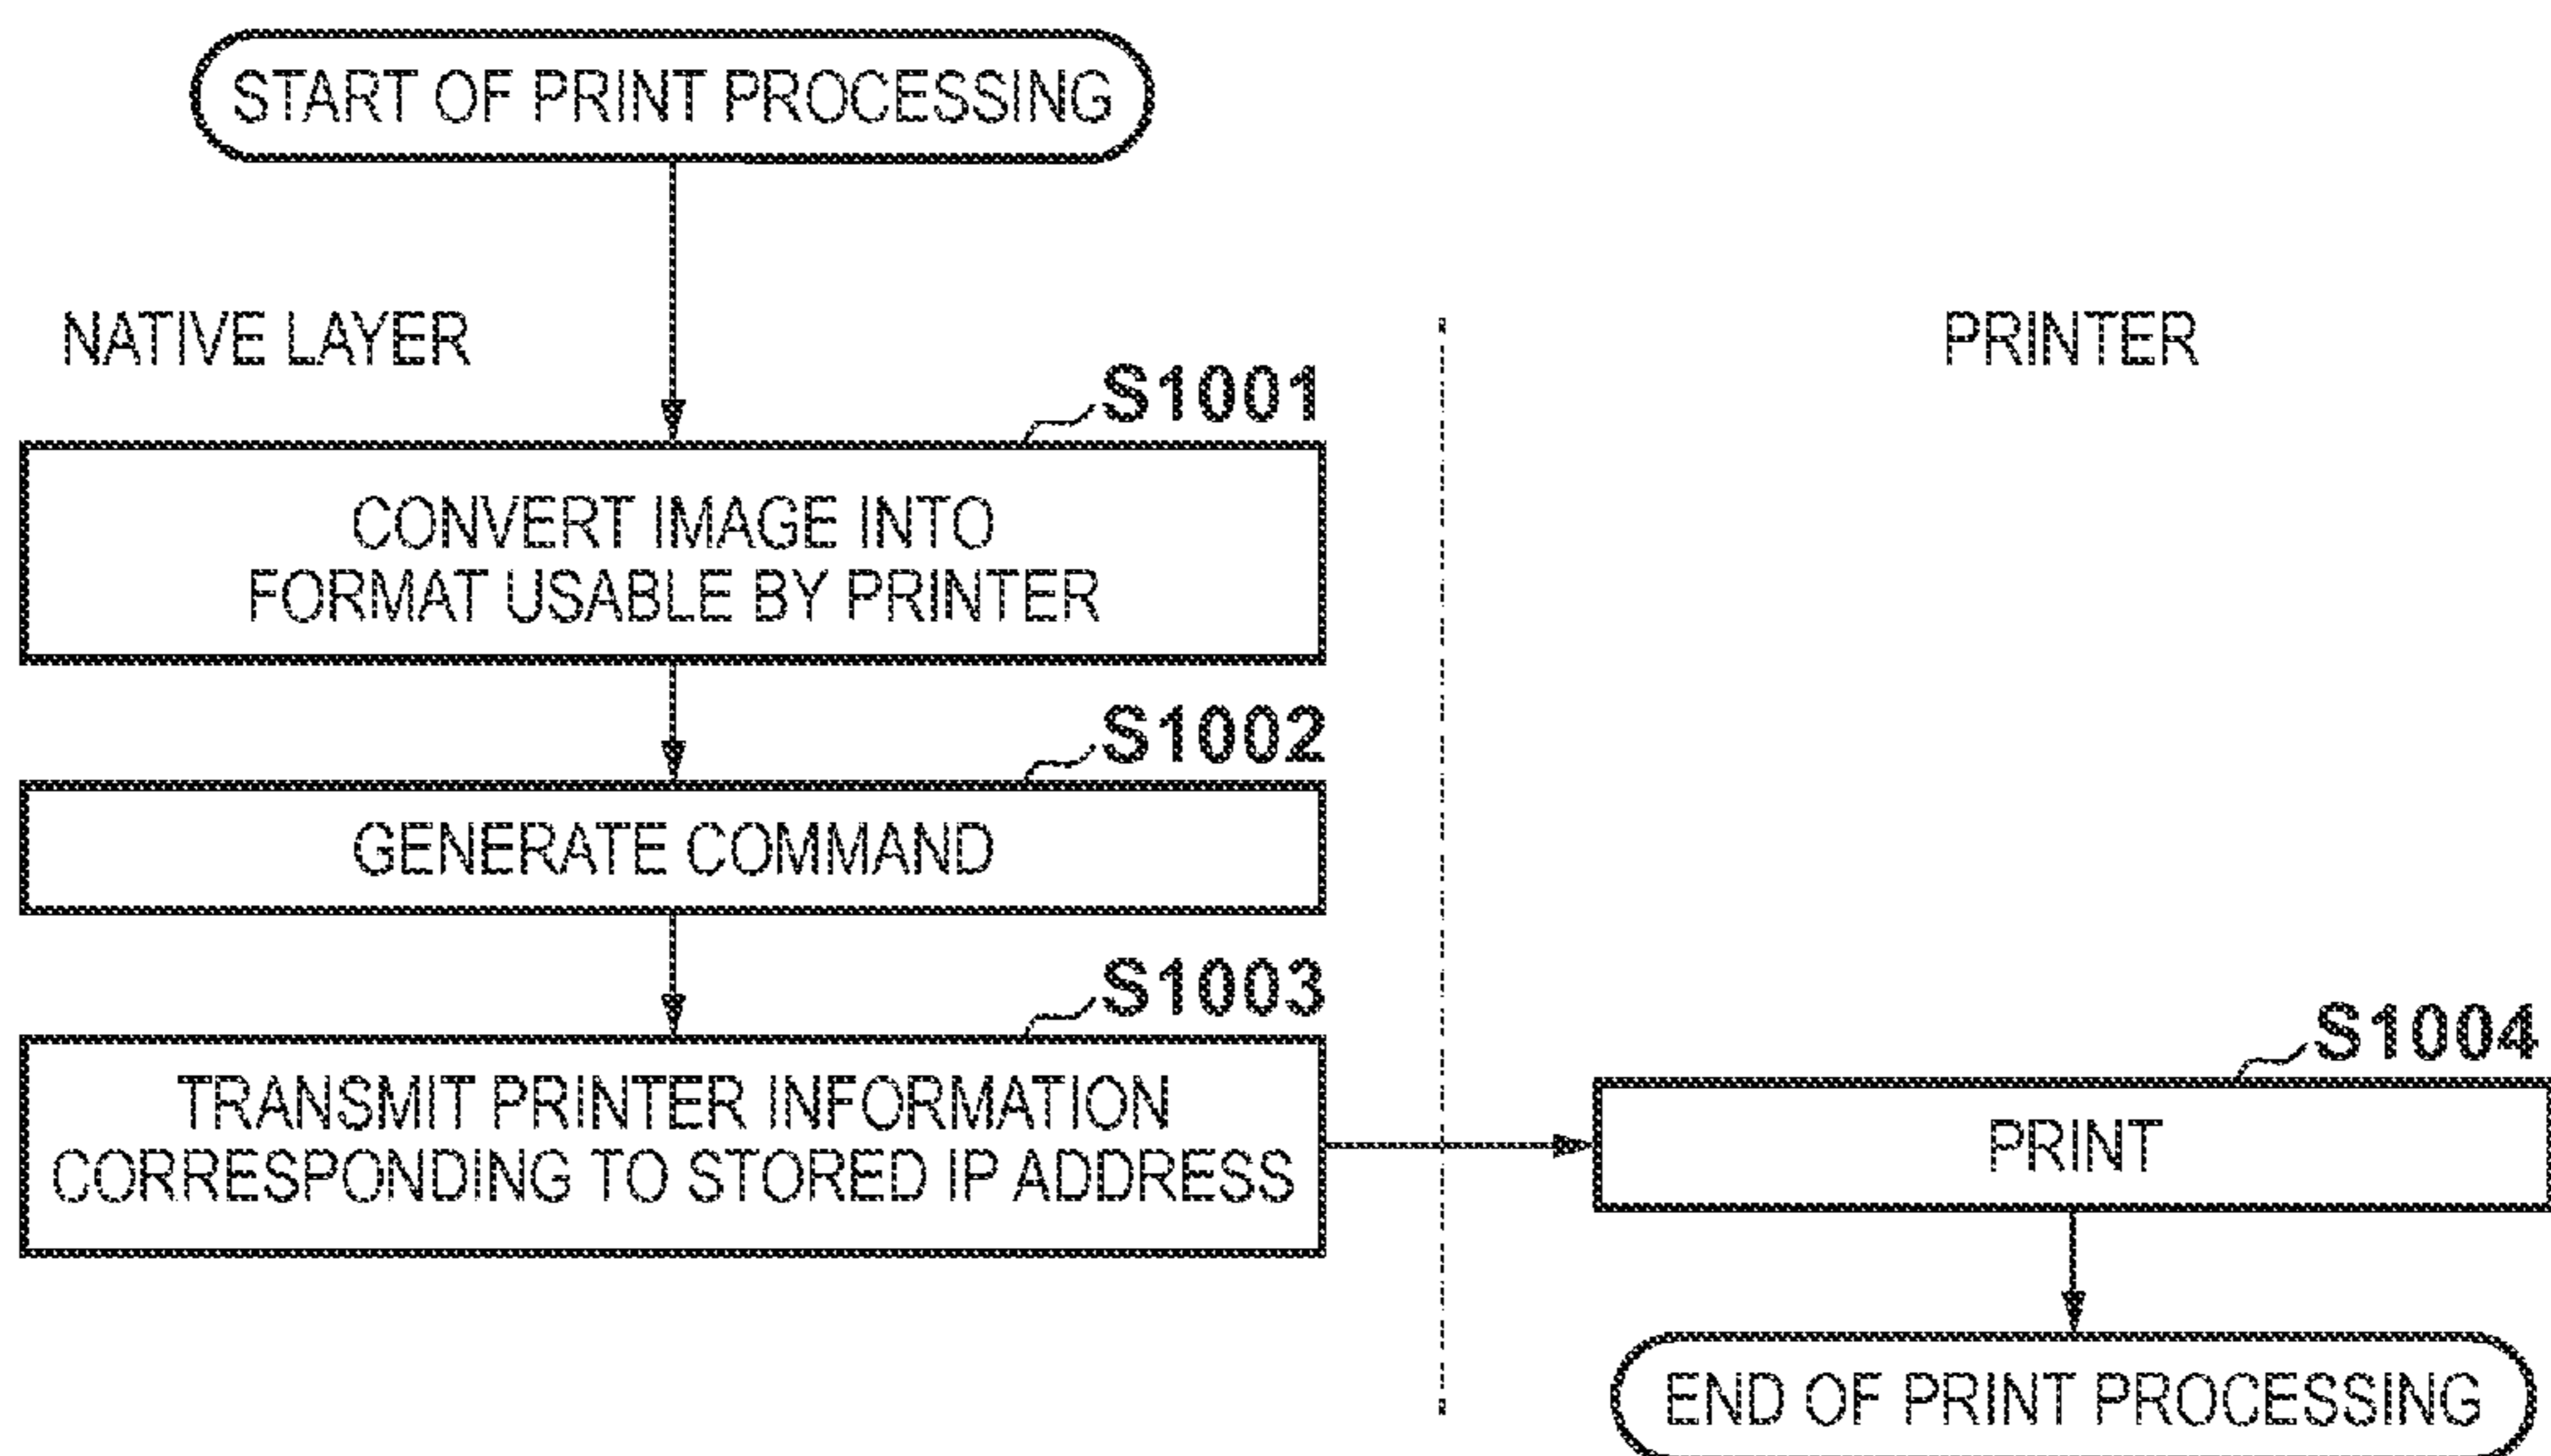 START OF PRINT PROCESSING
NATIVE LAYER
PRINTER
S1001
CONVERT IMAGE INTO
FORMAT USABLE BY PRINTER
S1002
GENERATE COMMAND
S1003
TRANSMIT PRINTER INFORMATION
CORRESPONDING TO STORED IP ADDRESS
S1004
PRINT
END OF PRINT PROCESSING